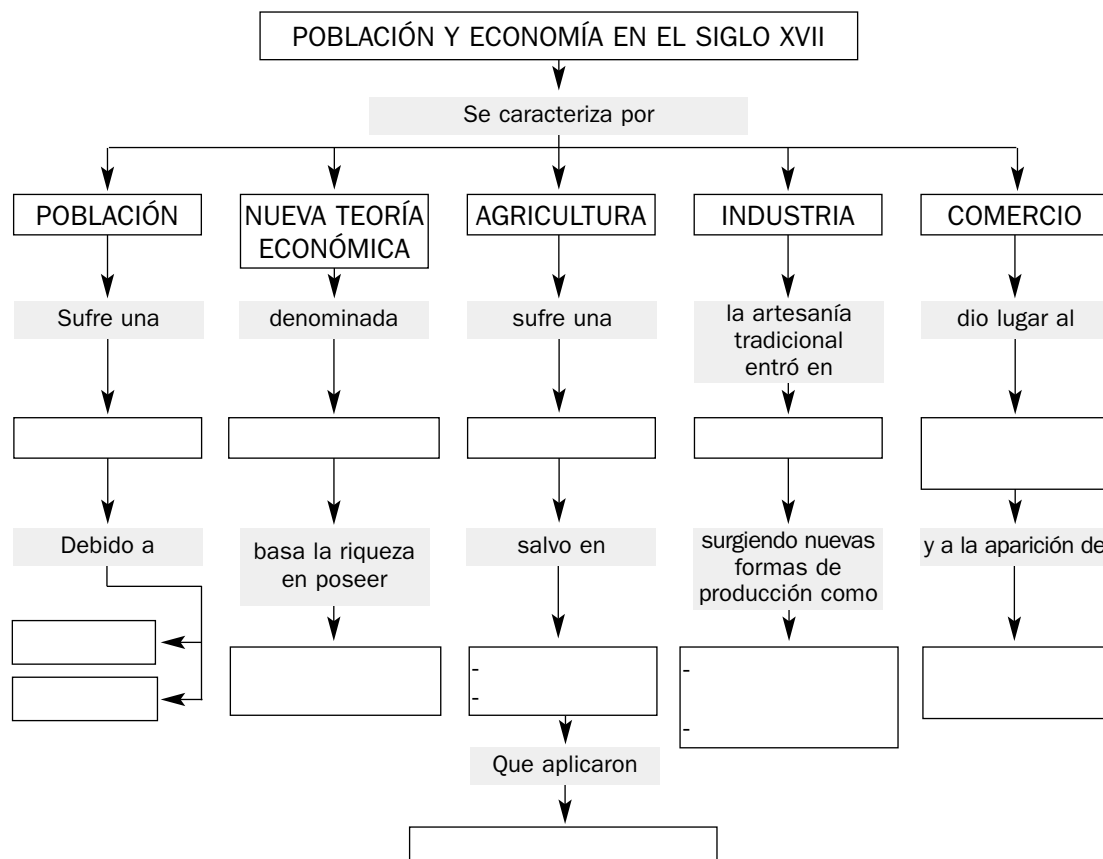 POBLACIÓN Y ECONOMÍA EN EL SIGLO XVII
Se caracteriza por
POBLACIÓN
NUEVA TEORÍA
ECONÓMICA
AGRICULTURA
INDUSTRIA
COMERCIO
Sufre una
denominada
sufre una
la artesanía
tradicional
entró en
dio lugar al
Debido a
basa la riqueza
en poseer
salvo en
surgiendo nuevas
formas de
producción como
y a la aparición de
-
-
-
-
Que aplicaron